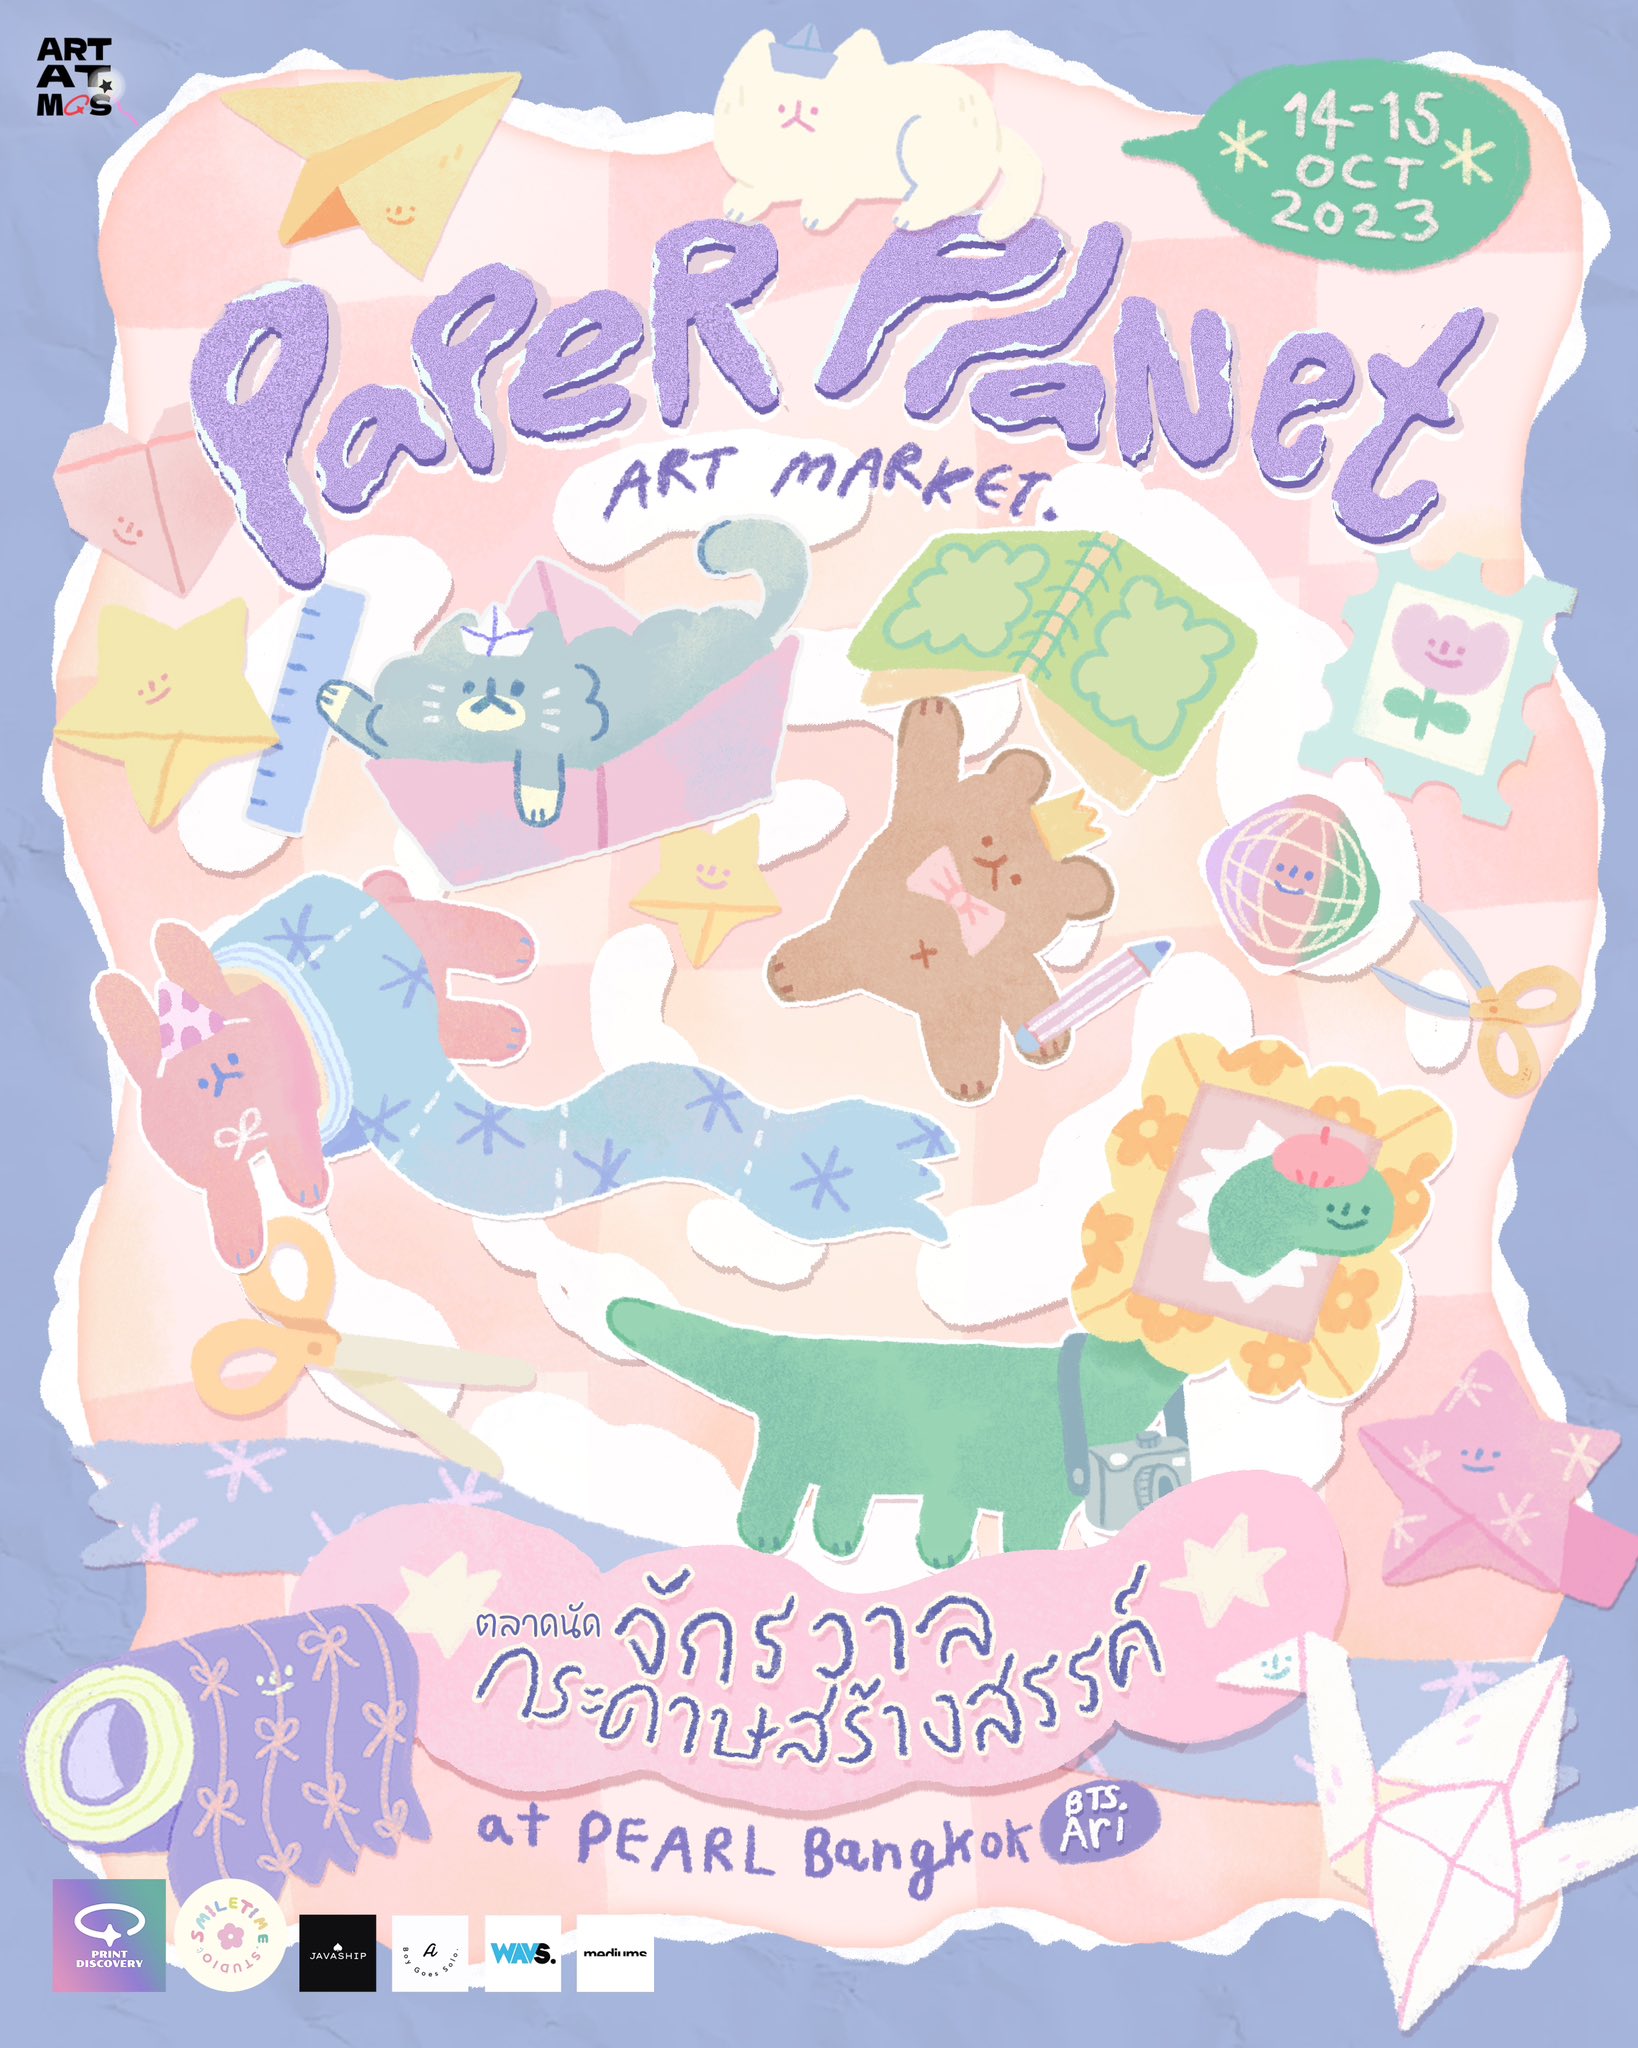 ART
AT
MQS
14-15
OCT
2023
PAPER PLANET
ART MARKET.
ตลาดนัด จักรวาล
กระดาษสร้างสรรค์
at PEARL Bangkok
BTS.
Ari
PRINT
DISCOVERY
SMILETIME.STUDIO
JAVASHIP
A
Boy Goes Solo.
WAVS.
mediums